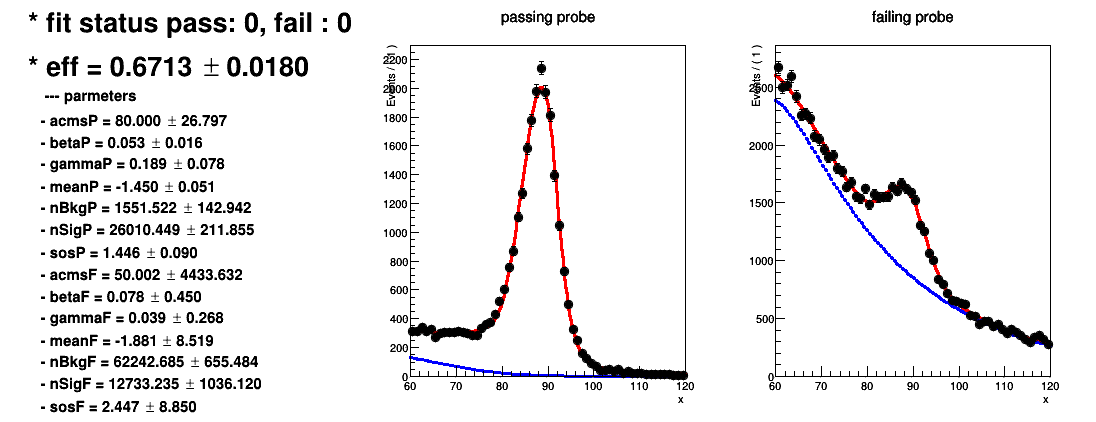 * fit status pass: 0, fail : 0
* eff = 0.6713 ± 0.0180
--- parmeters
- acmsP = 80.000 ± 26.797
- betaP = 0.053 ± 0.016
- gammaP = 0.189 ± 0.078
- meanP = -1.450 ± 0.051
- nBkgP = 1551.522 ± 142.942
- nSigP = 26010.449 ± 211.855
- sosP = 1.446 ± 0.090
- acmsF = 50.002 ± 4433.632
- betaF = 0.078 ± 0.450
- gammaF = 0.039 ± 0.268
- meanF = -1.881 ± 8.519
- nBkgF = 62242.685 ± 655.484
- nSigF = 12733.235 ± 1036.120
- sosF = 2.447 ± 8.850
passing probe
Events / ( 1 )
2200
2000
1800
1600
1400
1200
1000
800
600
400
200
0
60 70 80 90 100 110 120
x
failing probe
Events / ( 1 )
2500
2000
1500
1000
500
0
60 70 80 90 100 110 120
x